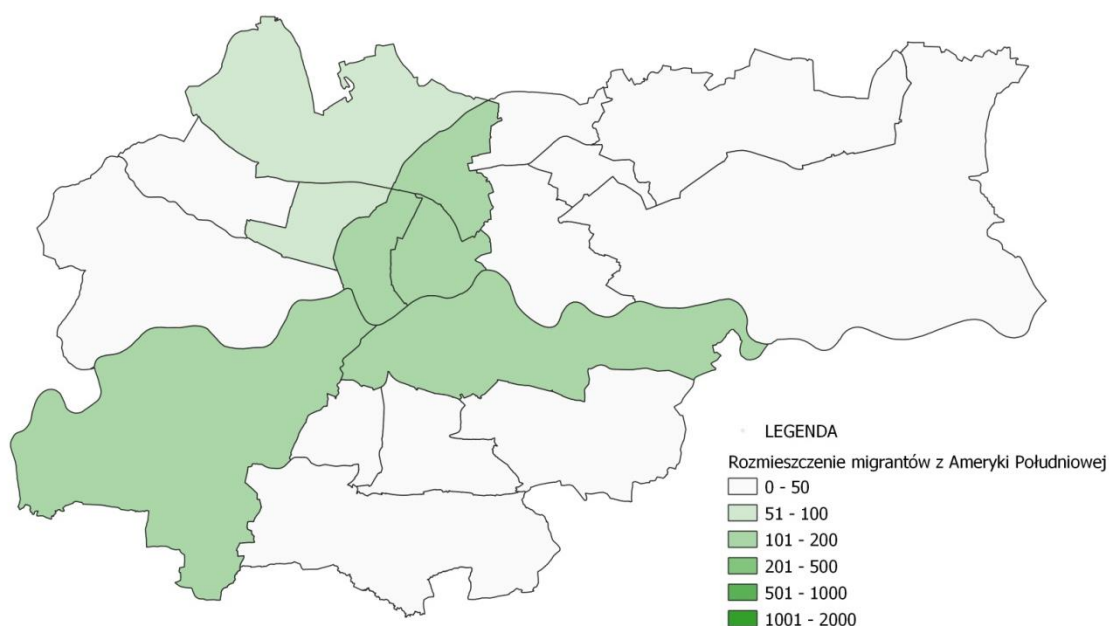 LEGENDA
Rozmieszczenie migrantów z Ameryki Południowej
0 - 50
51 - 100
101 - 200
201 - 500
501 - 1000
1001 - 2000